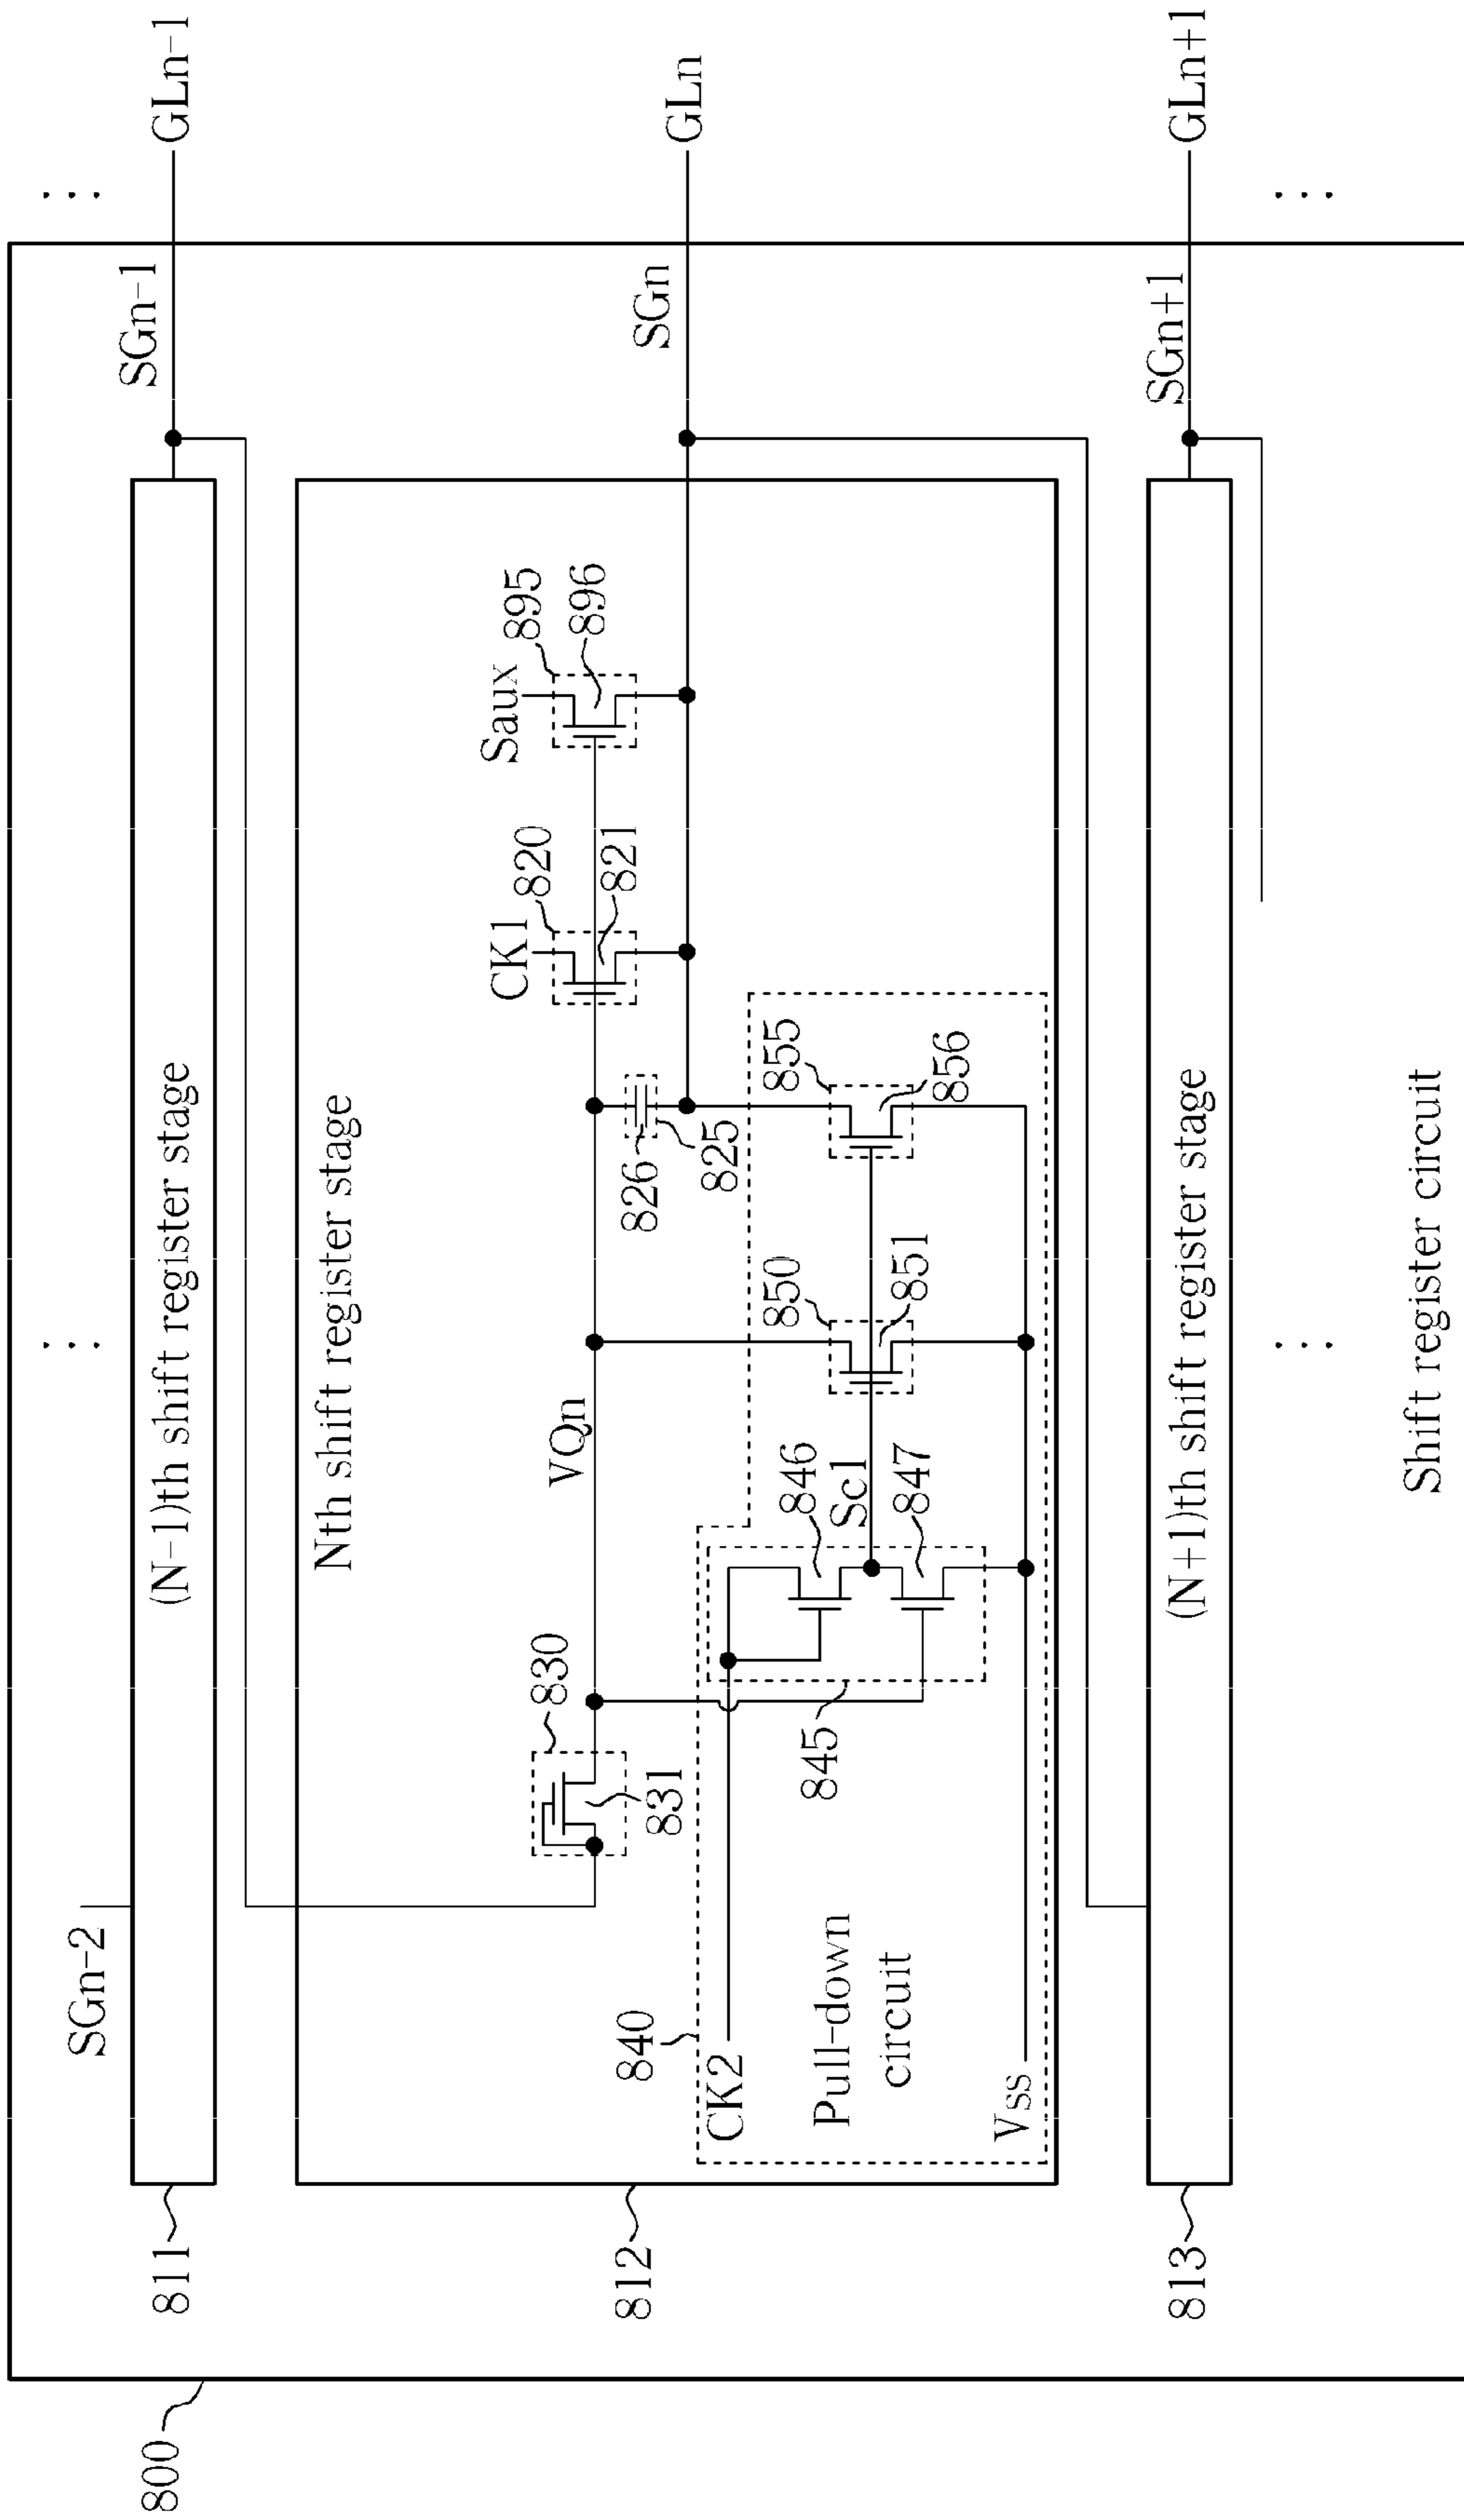 800
811
812
813
SGn-2
(N-1)th shift register stage
SGn-1
GLn-1
...
...
Nth shift register stage
830
831
VQn
826
825
CK1
820
821
Saux
895
896
SGn
GLn
840
CK2
Pull-down
circuit
Vss
845
846
Sc1
847
850
851
855
856
(N+1)th shift register stage
SGn+1
GLn+1
...
...
Shift register circuit